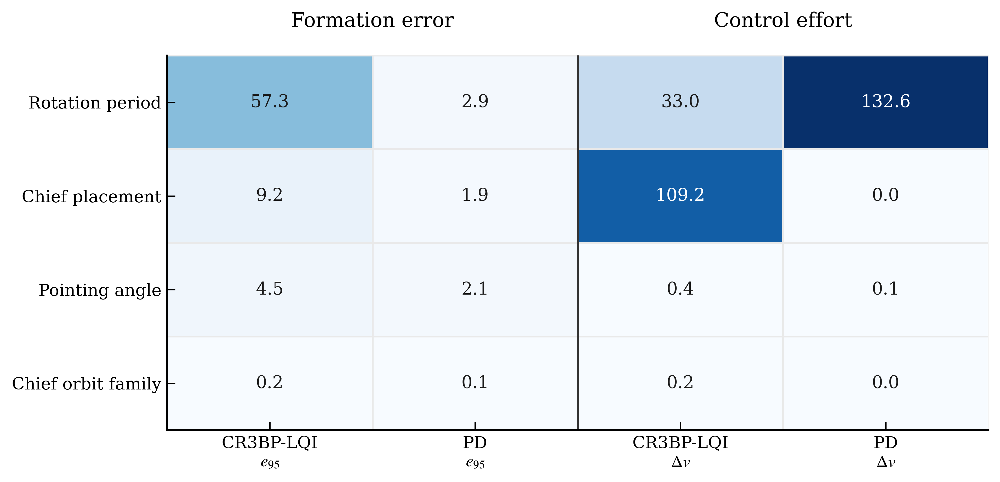 Formation error Control effort
Rotation period 57.3 2.9 33.0 132.6
Chief placement 9.2 1.9 109.2 0.0
Pointing angle 4.5 2.1 0.4 0.1
Chief orbit family 0.2 0.1 0.2 0.0
CR3BP-LQI PD CR3BP-LQI PD
e₉₅ e₉₅ Δv Δv